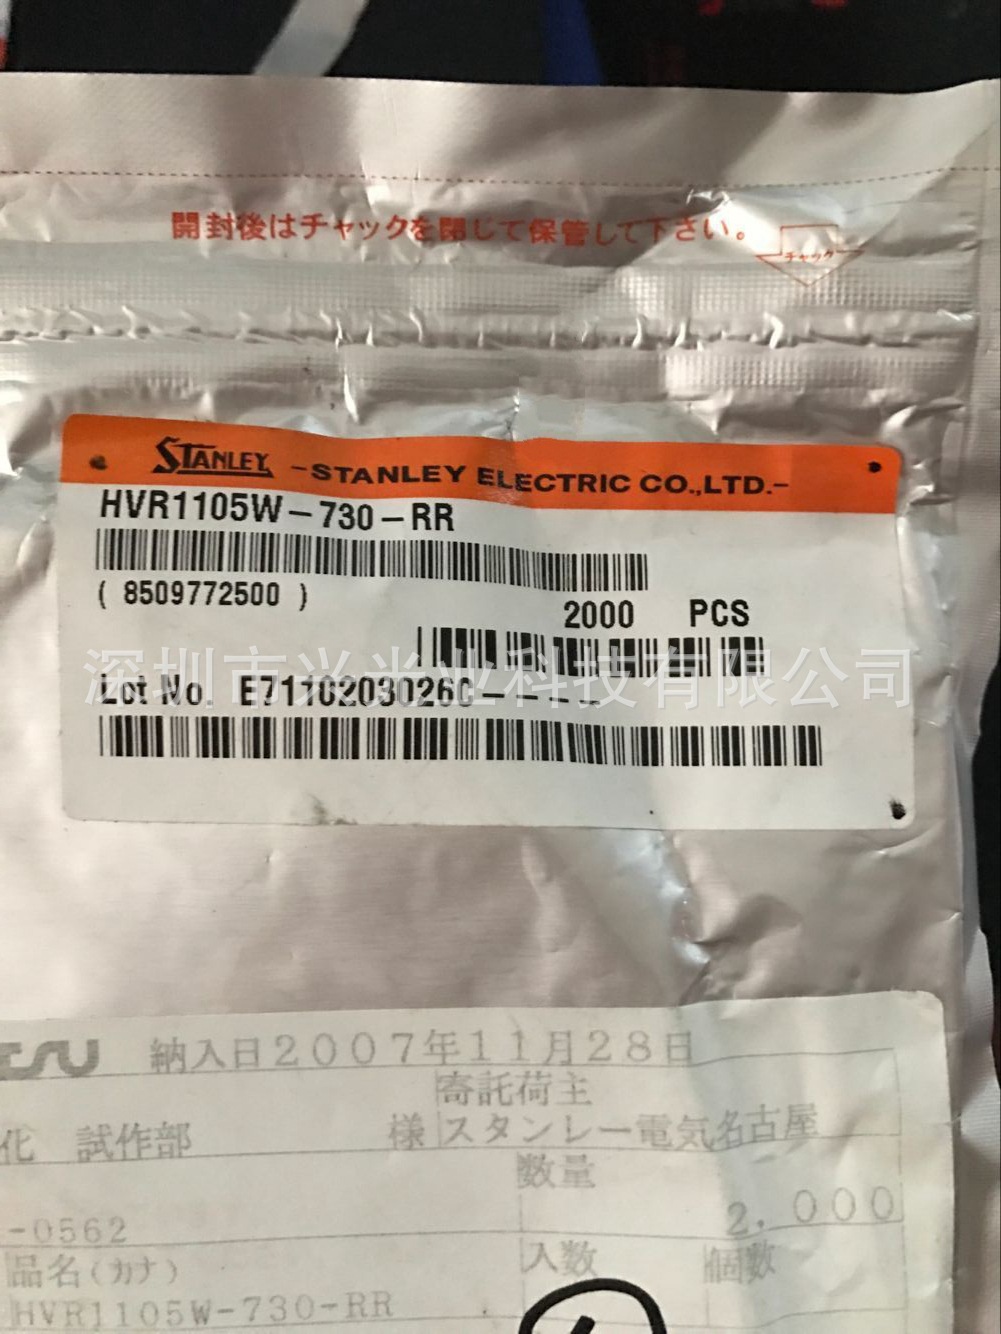 開封後はチャックを閉じて保管して下さい。
チャック
STANLEY -STANLEY ELECTRIC CO.,LTD.-
HVR1105W-730-RR
( 8509772500 )
2000 PCS
深圳市兴光业科技有限公司
Lot No. E71102030260----
納入日2007年11月28日
寄託荷主
化 試作部 様 スタンレー電気名古屋
数量
-0562 2,000
品名(カナ) 入数 個数
HVR1105W-730-RR